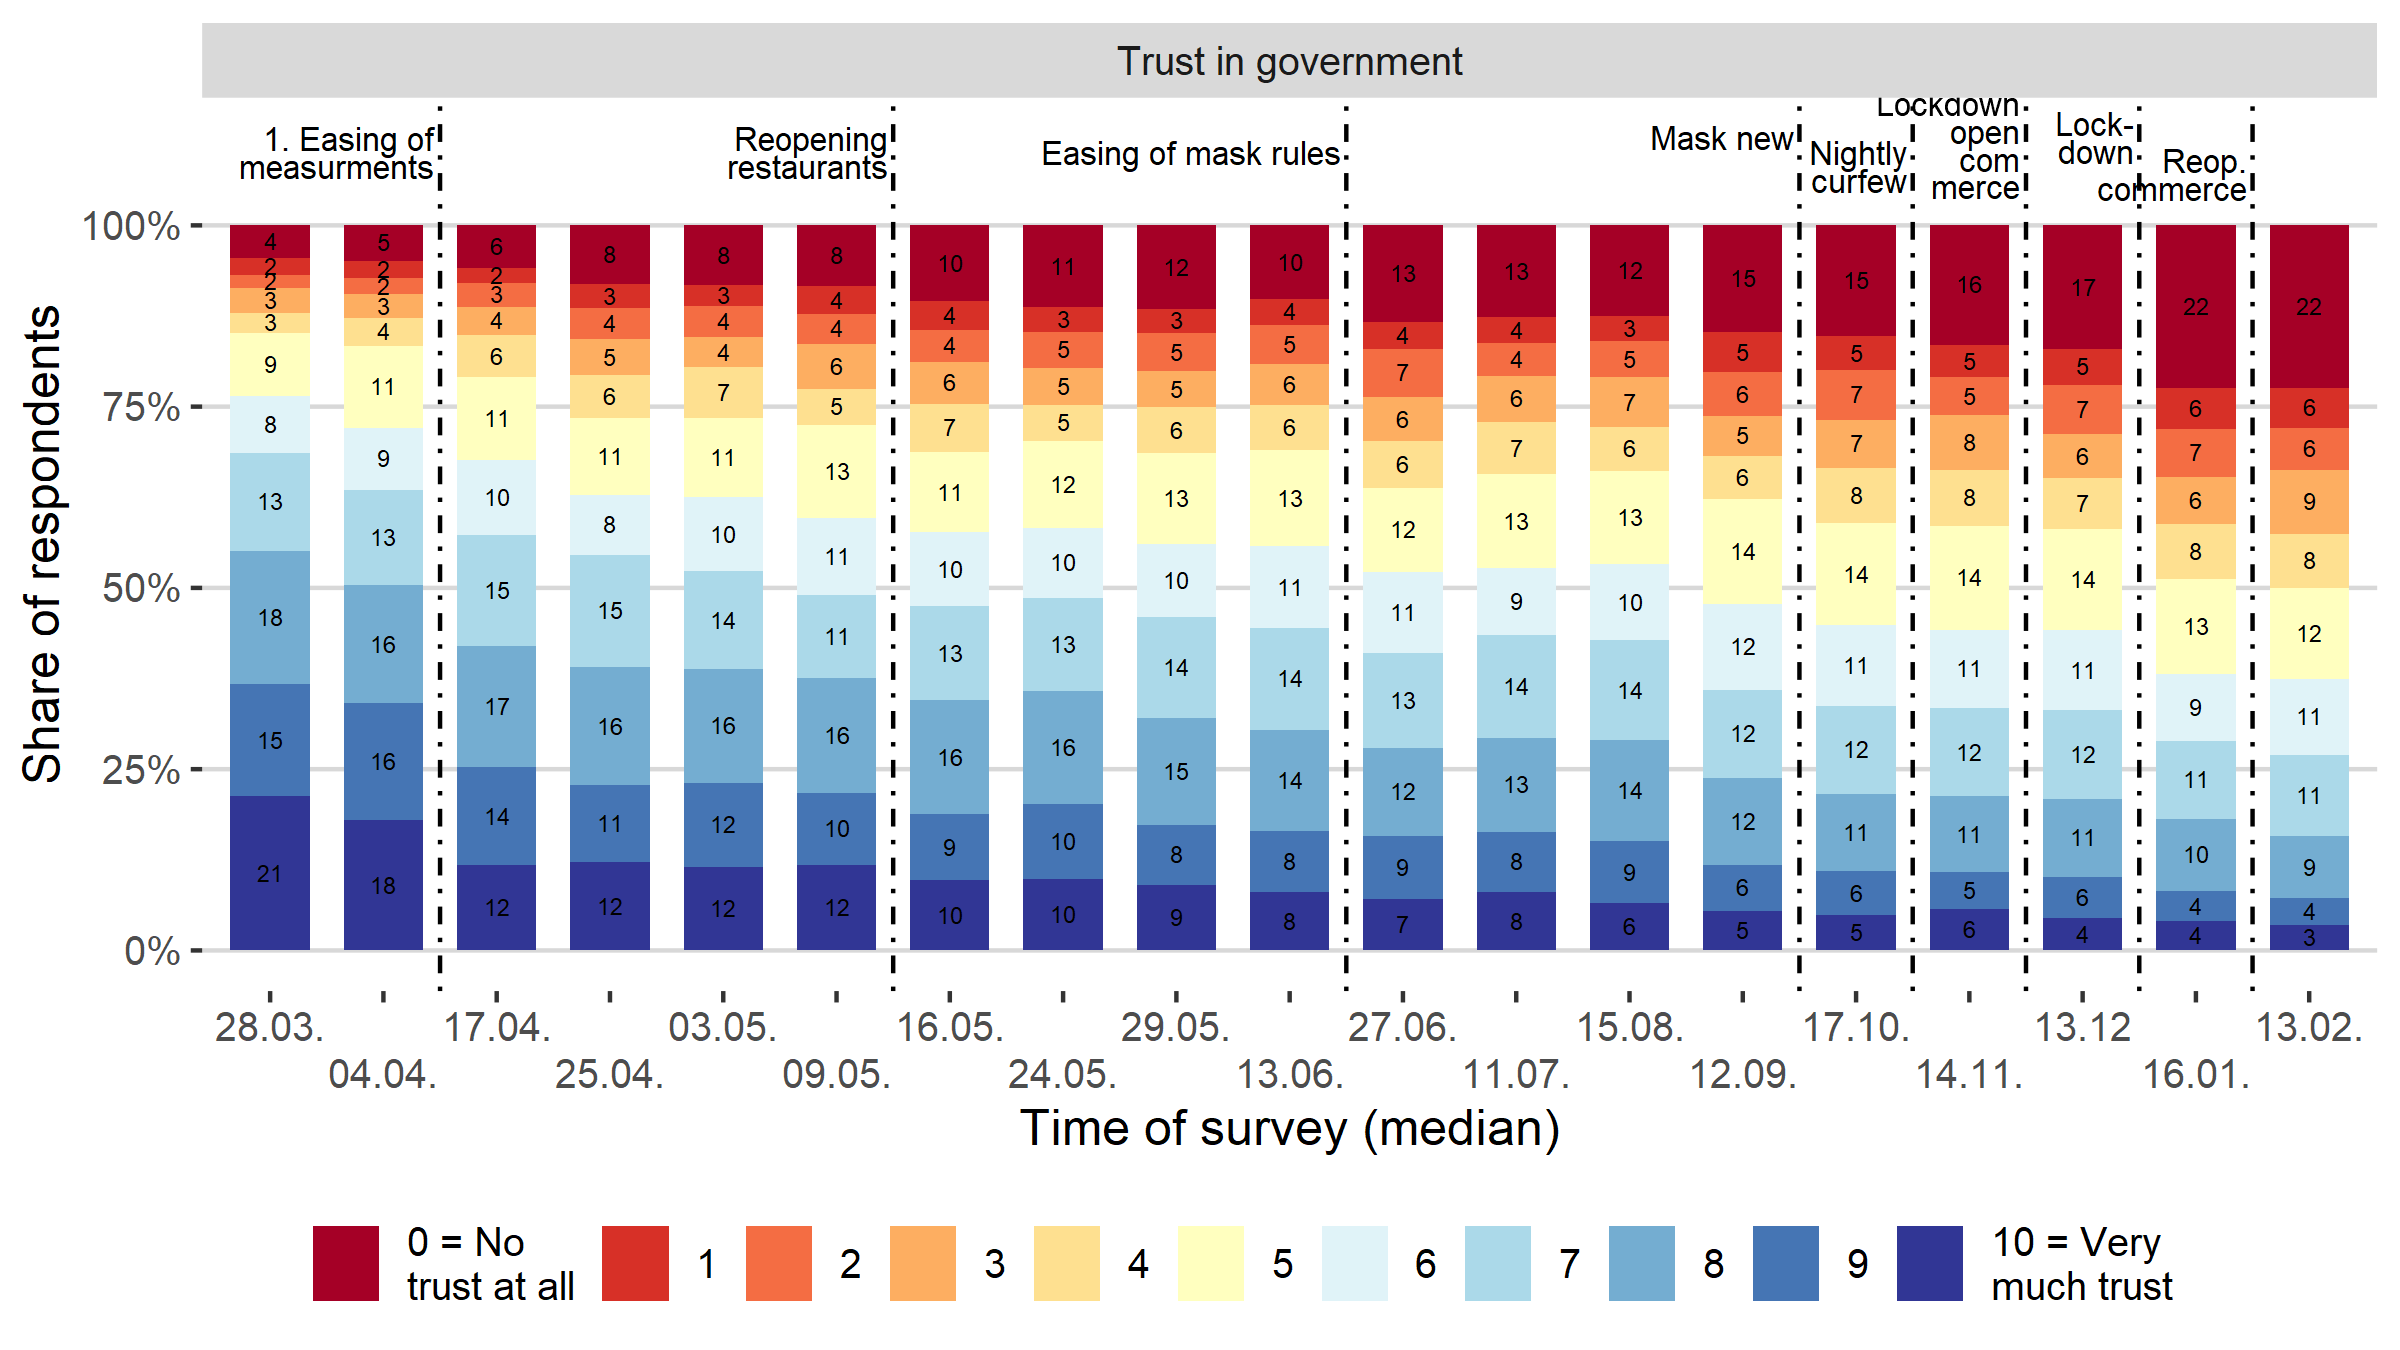 Trust in government
1. Easing of
measurments
Reopening
restaurants
Easing of mask rules
Mask new
Nightly
curfew
Lockdown
open
com
merce
Lock-
down
Reop.
commerce
Share of respondents
100%
75%
50%
25%
0%
4 2 2 3 3 9 8 13 18 15 21
5 2 2 3 4 11 9 13 16 16 18
6 2 3 4 6 11 10 15 17 14 12
8 3 4 5 6 11 8 15 16 11 12
8 3 4 4 7 11 10 14 16 12 12
8 4 4 6 5 13 11 11 16 10 12
10 4 4 6 7 11 10 13 16 9 10
11 3 5 5 5 12 10 13 16 10 10
12 3 5 5 6 13 10 14 15 8 9
10 4 5 6 6 13 11 14 14 8 8
13 4 7 6 6 12 11 13 12 9 7
13 4 4 6 7 13 9 14 13 8 8
12 3 5 7 6 13 10 14 14 9 6
15 5 6 5 6 14 12 12 12 6 5
15 5 7 7 8 14 11 12 11 6 5
16 5 5 8 8 14 11 12 11 5 6
17 5 7 6 7 14 11 12 11 6 4
22 6 7 6 8 13 9 11 10 4 4
22 6 6 9 8 12 11 11 9 4 3
28.03. 17.04. 03.05. 16.05. 29.05. 27.06. 15.08. 17.10. 13.12 13.02.
04.04. 25.04. 09.05. 24.05. 13.06. 11.07. 12.09. 14.11. 16.01.
Time of survey (median)
0 = No
trust at all
1
2
3
4
5
6
7
8
9
10 = Very
much trust